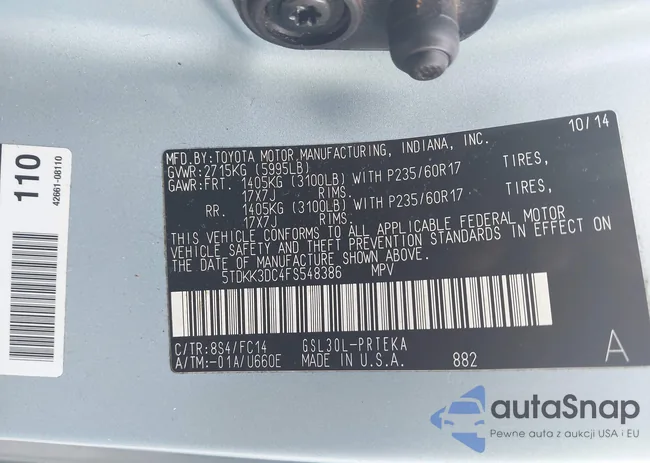 110
42661-08110
10/14
MFD.BY:TOYOTA MOTOR MANUFACTURING, INDIANA, INC.
GVWR:2715KG (5995LB)
GAWR:FRT. 1405KG (3100LB) WITH P235/60R17 TIRES,
17X7J RIMS.
RR. 1405KG (3100LB) WITH P235/60R17 TIRES,
17X7J RIMS.
THIS VEHICLE CONFORMS TO ALL APPLICABLE FEDERAL MOTOR
VEHICLE SAFETY AND THEFT PREVENTION STANDARDS IN EFFECT ON
THE DATE OF MANUFACTURE SHOWN ABOVE.
5TDKK3DC4FS548386 MPV
C/TR:8S4/FC14 GSL30L-PRTEKA
A/TM:-01A/U660E MADE IN U.S.A. 882 A
autaSnap
Pewne auta z aukcji USA i EU